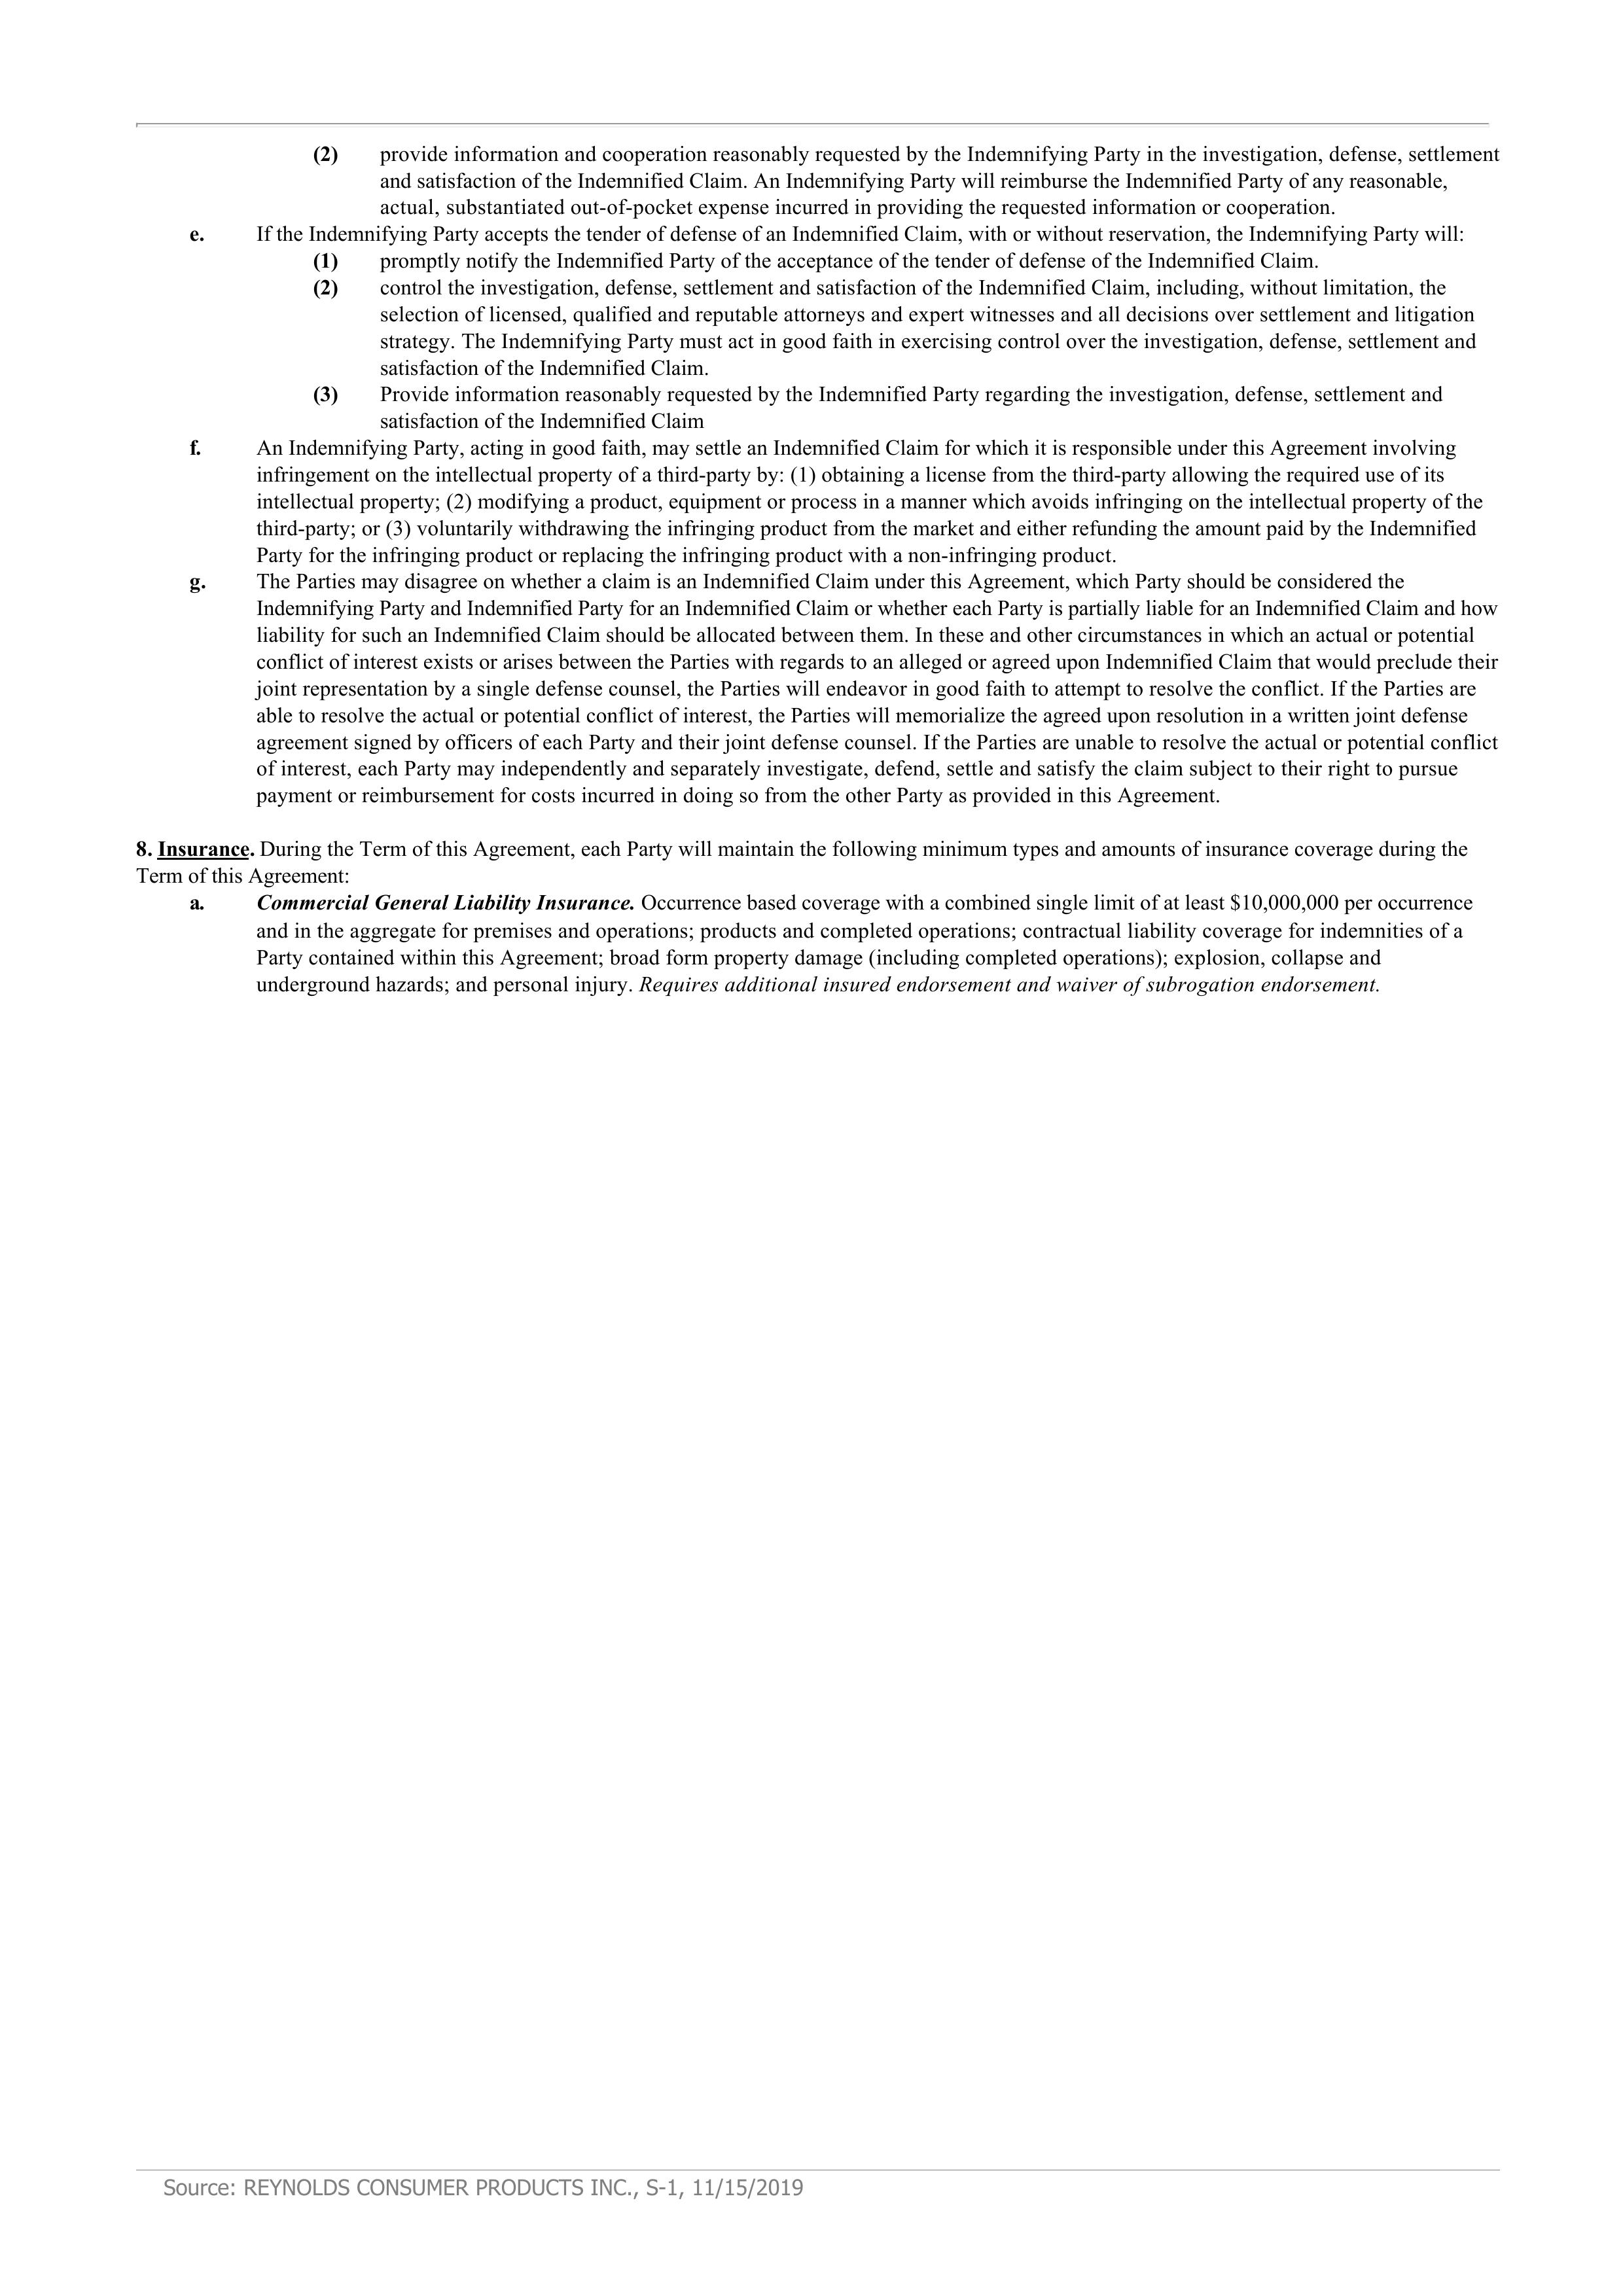 (2) provide information and cooperation reasonably requested by the Indemnifying Party in the investigation, defense, settlement
and satisfaction of the Indemnified Claim. An Indemnifying Party will reimburse the Indemnified Party of any reasonable,
actual, substantiated out-of-pocket expense incurred in providing the requested information or cooperation.
e. If the Indemnifying Party accepts the tender of defense of an Indemnified Claim, with or without reservation, the Indemnifying Party will:
(1) promptly notify the Indemnified Party of the acceptance of the tender of defense of the Indemnified Claim.
(2) control the investigation, defense, settlement and satisfaction of the Indemnified Claim, including, without limitation, the
selection of licensed, qualified and reputable attorneys and expert witnesses and all decisions over settlement and litigation
strategy. The Indemnifying Party must act in good faith in exercising control over the investigation, defense, settlement and
satisfaction of the Indemnified Claim.
(3) Provide information reasonably requested by the Indemnified Party regarding the investigation, defense, settlement and
satisfaction of the Indemnified Claim
f. An Indemnifying Party, acting in good faith, may settle an Indemnified Claim for which it is responsible under this Agreement involving
infringement on the intellectual property of a third-party by: (1) obtaining a license from the third-party allowing the required use of its
intellectual property; (2) modifying a product, equipment or process in a manner which avoids infringing on the intellectual property of the
third-party; or (3) voluntarily withdrawing the infringing product from the market and either refunding the amount paid by the Indemnified
Party for the infringing product or replacing the infringing product with a non-infringing product.
g. The Parties may disagree on whether a claim is an Indemnified Claim under this Agreement, which Party should be considered the
Indemnifying Party and Indemnified Party for an Indemnified Claim or whether each Party is partially liable for an Indemnified Claim and how
liability for such an Indemnified Claim should be allocated between them. In these and other circumstances in which an actual or potential
conflict of interest exists or arises between the Parties with regards to an alleged or agreed upon Indemnified Claim that would preclude their
joint representation by a single defense counsel, the Parties will endeavor in good faith to attempt to resolve the conflict. If the Parties are
able to resolve the actual or potential conflict of interest, the Parties will memorialize the agreed upon resolution in a written joint defense
agreement signed by officers of each Party and their joint defense counsel. If the Parties are unable to resolve the actual or potential conflict
of interest, each Party may independently and separately investigate, defend, settle and satisfy the claim subject to their right to pursue
payment or reimbursement for costs incurred in doing so from the other Party as provided in this Agreement.
8. Insurance. During the Term of this Agreement, each Party will maintain the following minimum types and amounts of insurance coverage during the
Term of this Agreement:
a. Commercial General Liability Insurance. Occurrence based coverage with a combined single limit of at least $10,000,000 per occurrence
and in the aggregate for premises and operations; products and completed operations; contractual liability coverage for indemnities of a
Party contained within this Agreement; broad form property damage (including completed operations); explosion, collapse and
underground hazards; and personal injury. Requires additional insured endorsement and waiver of subrogation endorsement.
Source: REYNOLDS CONSUMER PRODUCTS INC., S-1, 11/15/2019